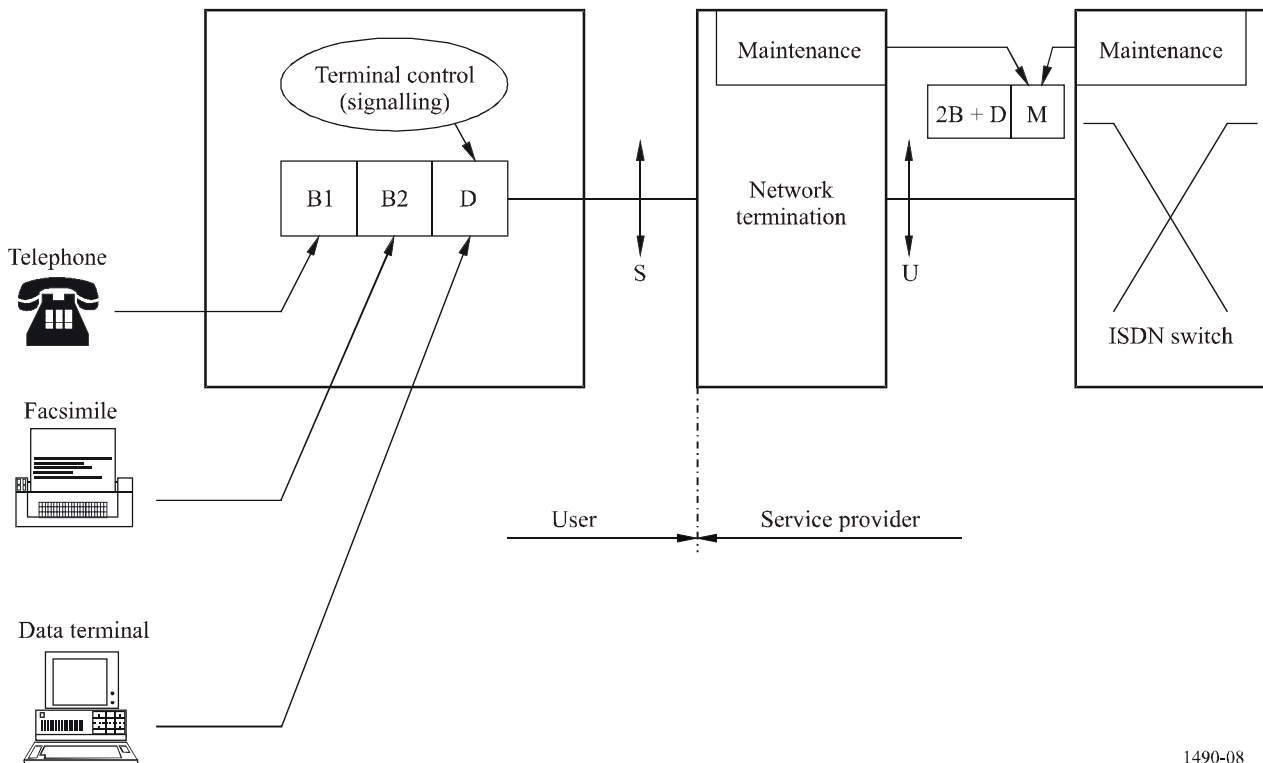 Terminal control
(signalling)
B1
B2
D
Telephone
Facsimile
Data terminal
S
Maintenance
Network
termination
U
2B + D
M
Maintenance
ISDN switch
User
Service provider
1490-08